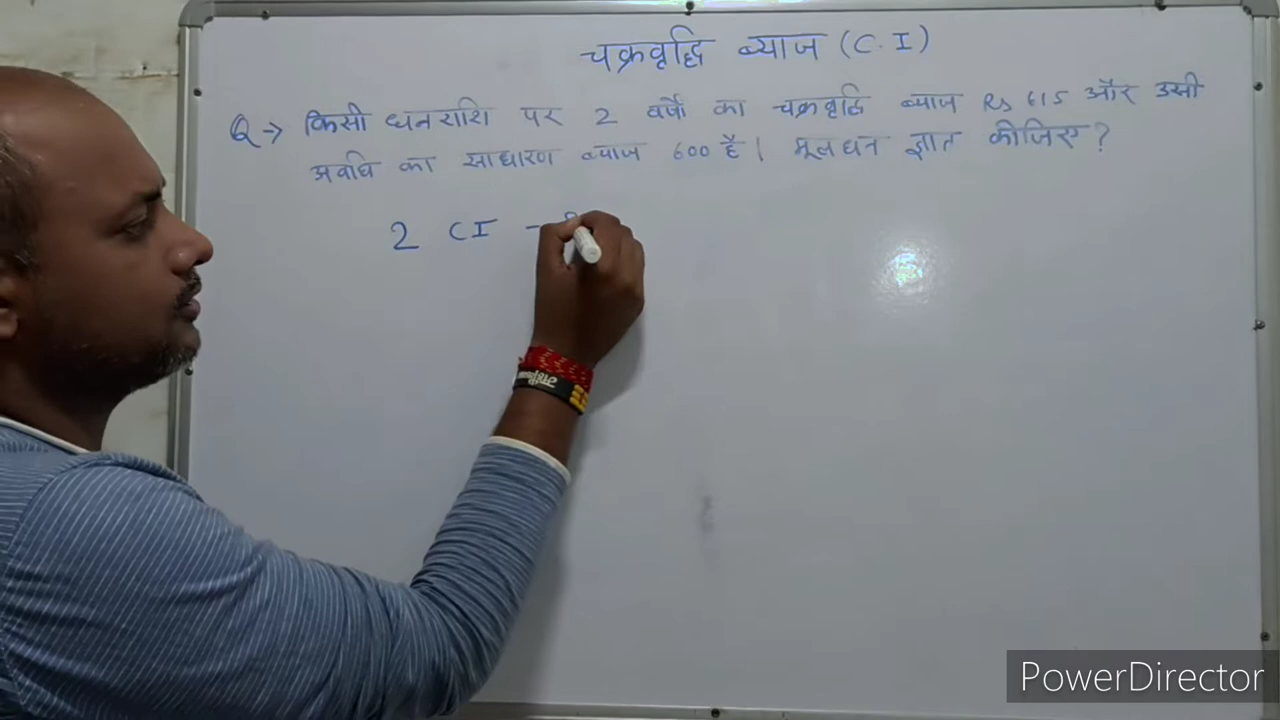 चक्रवृद्धि ब्याज (C.I)
Q→ किसी धनराशि पर 2 वर्षो का चक्रवृद्धि ब्याज Rs 615 और उसी
अवधि का साधारण ब्याज 600 है। मूलधन ज्ञात कीजिए?
2 CI -
PowerDirector